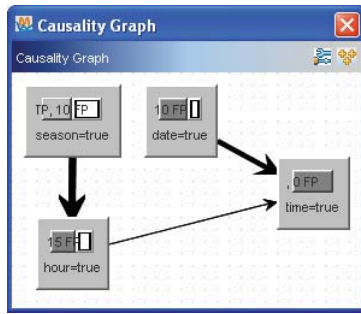 Causality Graph
Causality Graph
TP, 10 FP
season=true
10 FP
date=true
, 0 FP
time=true
15 FP
hour=true